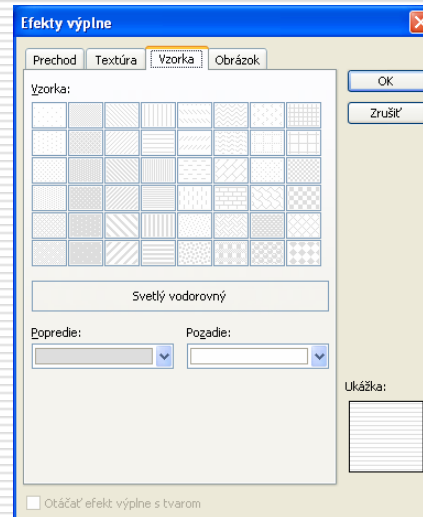 Efekty výplne
Prechod Textúra Vzorka Obrázok
Vzorka:
OK
Zrušiť
Svetlý vodorovný
Popredie: Pozadie:
Ukážka:
Otáčať efekt výplne s tvarom